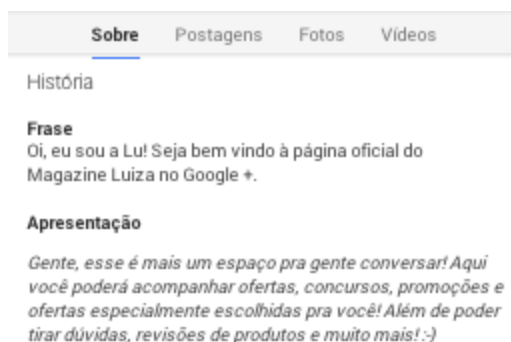 Sobre Postagens Fotos Vídeos
História
Frase
Oi, eu sou a Lu! Seja bem vindo à página oficial do
Magazine Luiza no Google +.
Apresentação
Gente, esse é mais um espaço pra gente conversar! Aqui
você poderá acompanhar ofertas, concursos, promoções e
ofertas especialmente escolhidas pra você! Além de poder
tirar dúvidas, revisões de produtos e muito mais! :-)